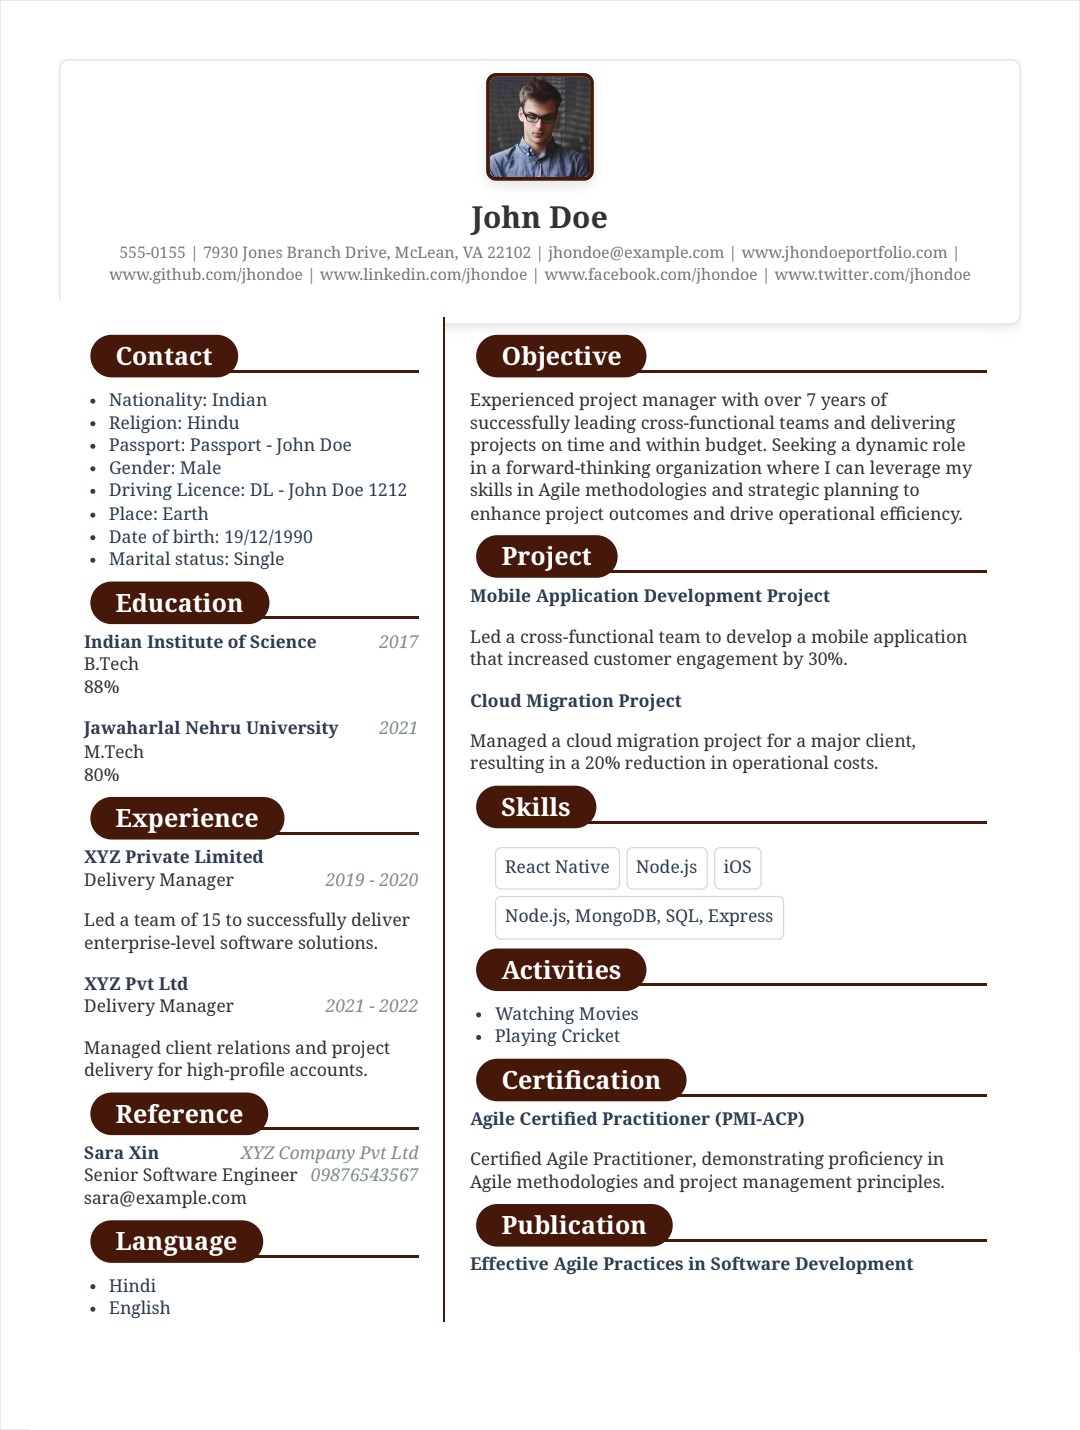 John Doe
555-0155 | 7930 Jones Branch Drive, McLean, VA 22102 | jhondoe@example.com | www.jhondoeportfolio.com |
www.github.com/jhondoe | www.linkedin.com/jhondoe | www.facebook.com/jhondoe | www.twitter.com/jhondoe
Contact
• Nationality: Indian
• Religion: Hindu
• Passport: Passport - John Doe
• Gender: Male
• Driving Licence: DL - John Doe 1212
• Place: Earth
• Date of birth: 19/12/1990
• Marital status: Single
Education
Indian Institute of Science 2017
B.Tech
88%
Jawaharlal Nehru University 2021
M.Tech
80%
Experience
XYZ Private Limited
Delivery Manager 2019 - 2020
Led a team of 15 to successfully deliver
enterprise-level software solutions.
XYZ Pvt Ltd
Delivery Manager 2021 - 2022
Managed client relations and project
delivery for high-profile accounts.
Reference
Sara Xin XYZ Company Pvt Ltd
Senior Software Engineer 09876543567
sara@example.com
Language
• Hindi
• English
Objective
Experienced project manager with over 7 years of
successfully leading cross-functional teams and delivering
projects on time and within budget. Seeking a dynamic role
in a forward-thinking organization where I can leverage my
skills in Agile methodologies and strategic planning to
enhance project outcomes and drive operational efficiency.
Project
Mobile Application Development Project
Led a cross-functional team to develop a mobile application
that increased customer engagement by 30%.
Cloud Migration Project
Managed a cloud migration project for a major client,
resulting in a 20% reduction in operational costs.
Skills
React Native Node.js iOS
Node.js, MongoDB, SQL, Express
Activities
• Watching Movies
• Playing Cricket
Certification
Agile Certified Practitioner (PMI-ACP)
Certified Agile Practitioner, demonstrating proficiency in
Agile methodologies and project management principles.
Publication
Effective Agile Practices in Software Development